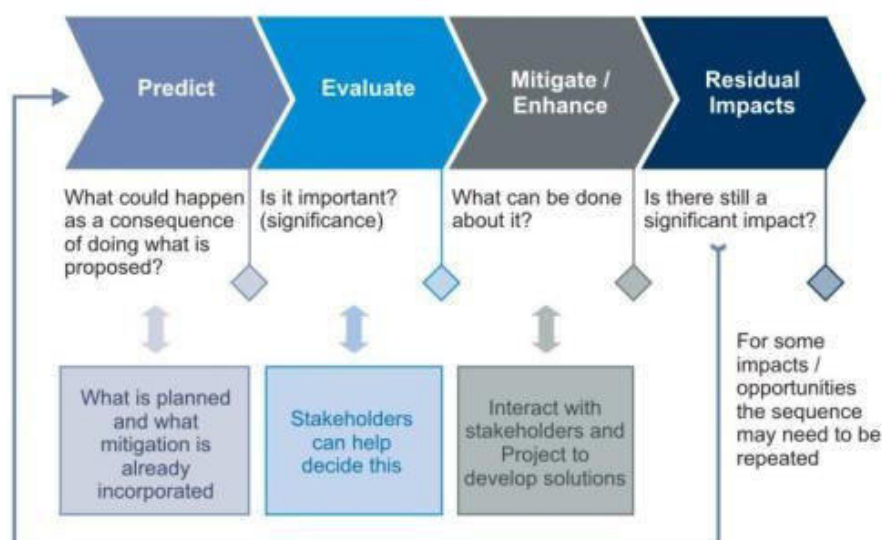 Predict
Evaluate
Mitigate /
Enhance
Residual
Impacts
What could happen
as a consequence
of doing what is
proposed?
Is it important?
(significance)
What can be done
about it?
Is there still a
significant impact?
What is planned
and what
mitigation is
already
incorporated
Stakeholders
can help
decide this
Interact with
stakeholders and
Project to
develop solutions
For some
impacts /
opportunities
the sequence
may need to be
repeated